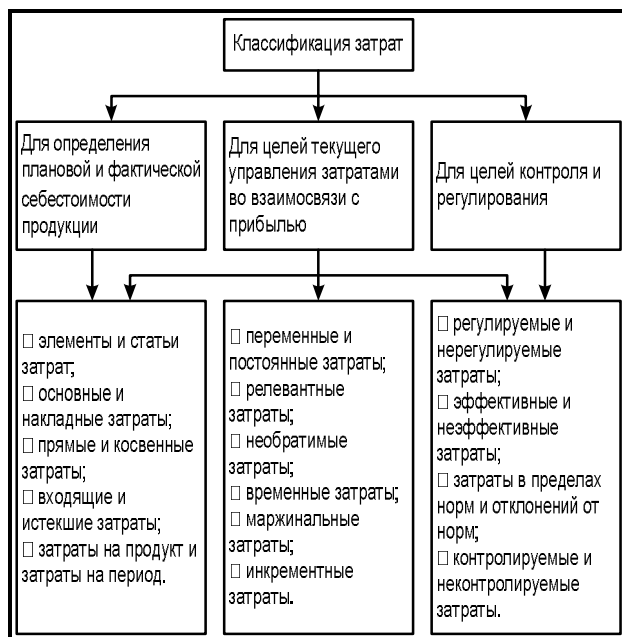 Классификация затрат
Для определения
плановой и фактической
себестоимости
продукции
Для целей текущего
управления затратами
во взаимосвязи с
прибылью
Для целей контроля и
регулирования
□ элементы и статьи
затрат;
□ основные и
накладные затраты;
□ прямые и косвенные
затраты;
□ входящие и
истекшие затраты;
□ затраты на продукт и
затраты на период.
□ переменные и
постоянные затраты;
□ релевантные
затраты;
□ необратимые
затраты;
□ временные затраты;
□ маржинальные
затраты;
□ инкрементные
затраты.
□ регулируемые и
нерегулируемые
затраты;
□ эффективные и
неэффективные
затраты;
□ затраты в пределах
норм и отклонений от
норм;
□ контролируемые и
неконтролируемые
затраты.